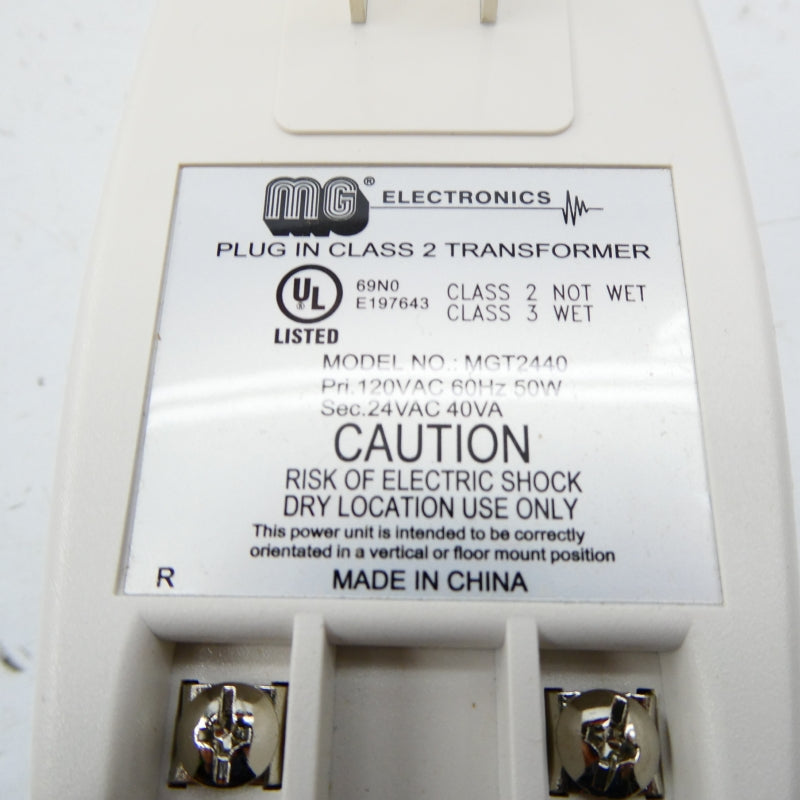 MG® ELECTRONICS
PLUG IN CLASS 2 TRANSFORMER
UL® LISTED
69N0
E197643
CLASS 2 NOT WET
CLASS 3 WET
MODEL NO.: MGT2440
Pri.120VAC 60Hz 50W
Sec.24VAC 40VA
CAUTION
RISK OF ELECTRIC SHOCK
DRY LOCATION USE ONLY
This power unit is intended to be correctly
orientated in a vertical or floor mount position
R MADE IN CHINA